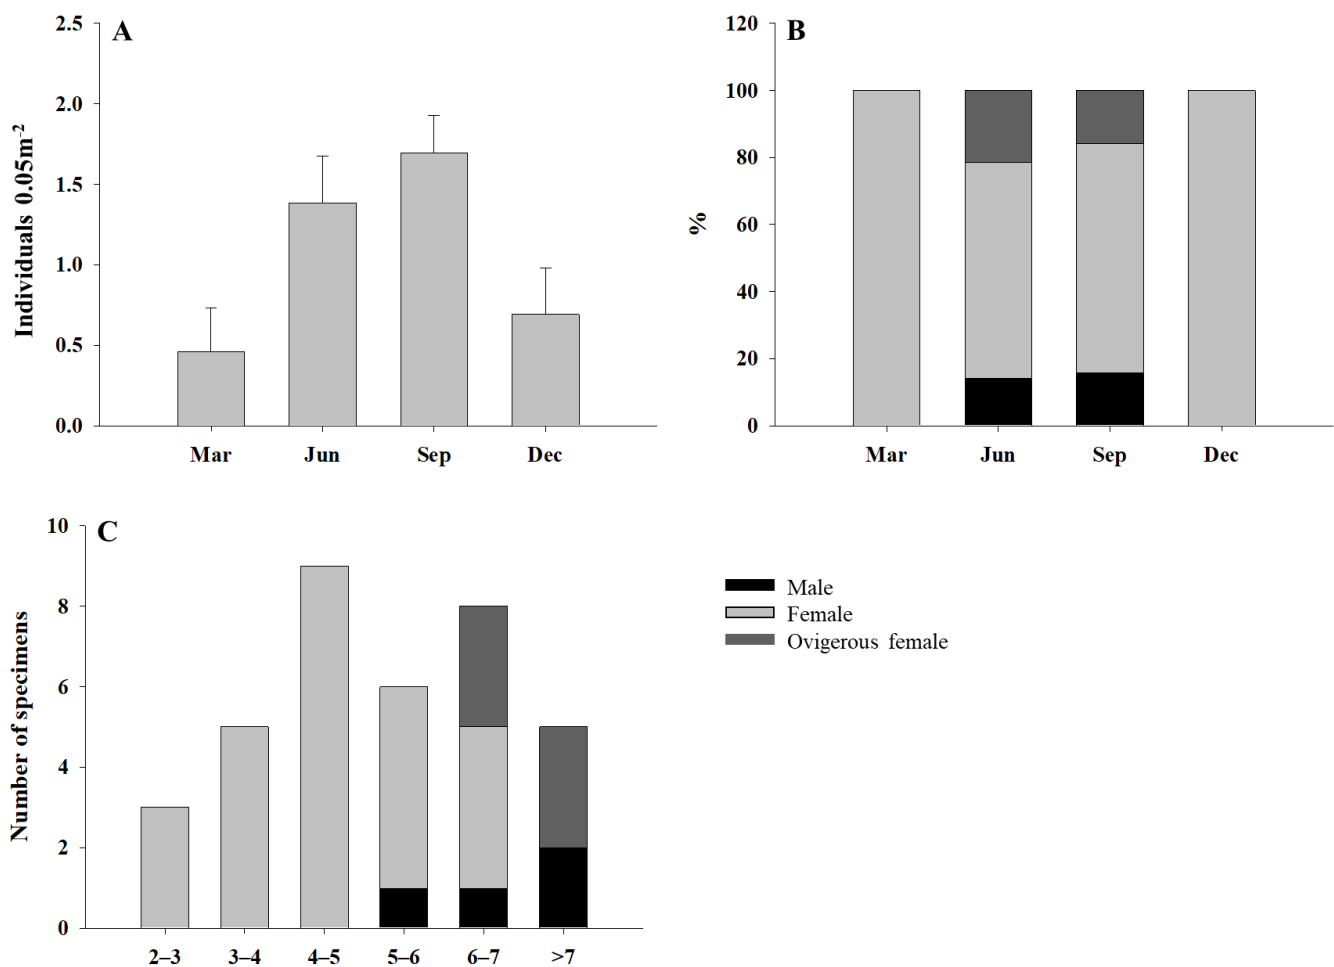 A
Individuals 0.05m⁻²
2.5
2.0
1.5
1.0
0.5
0.0
Mar Jun Sep Dec
B
%
120
100
80
60
40
20
0
Mar Jun Sep Dec
C
Number of specimens
10
8
6
4
2
0
2–3 3–4 4–5 5–6 6–7 >7
Male
Female
Ovigerous female